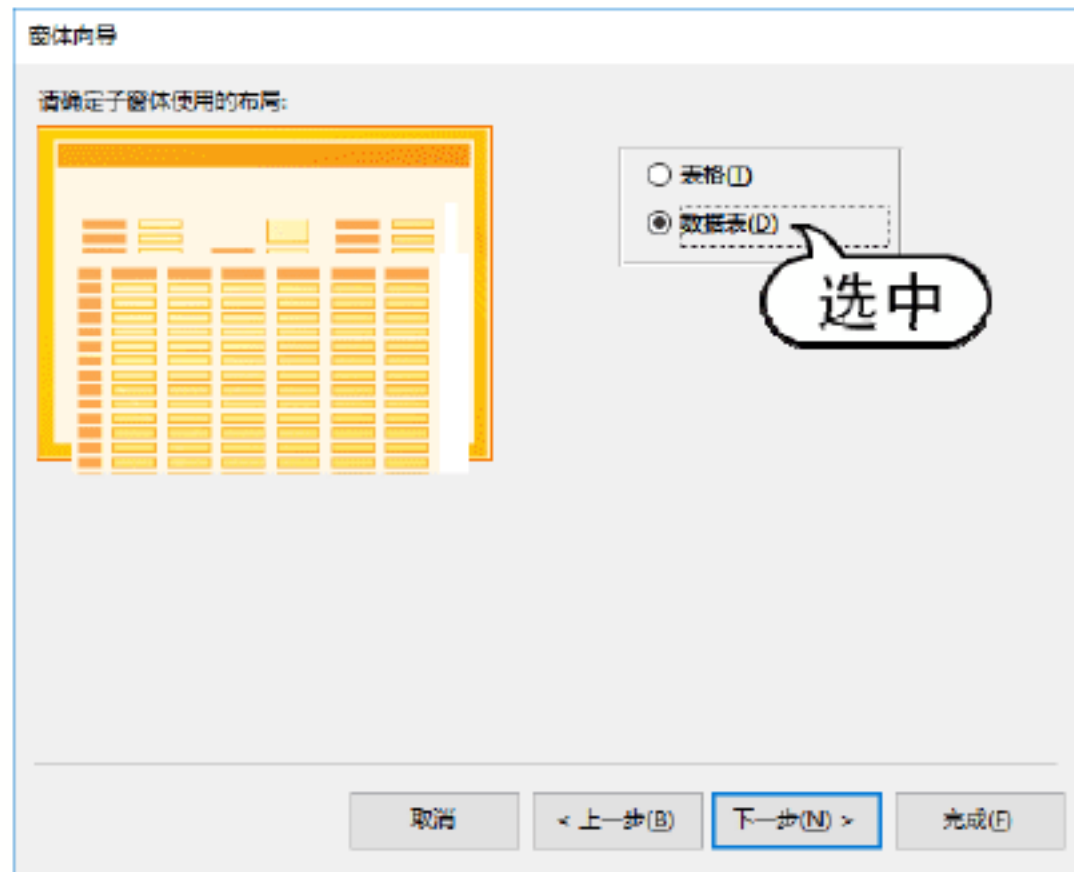 窗体向导
请确定子窗体使用的布局:
表格(T)
数据表(D)
选中
取消
< 上一步(B)
下一步(N) >
完成(F)